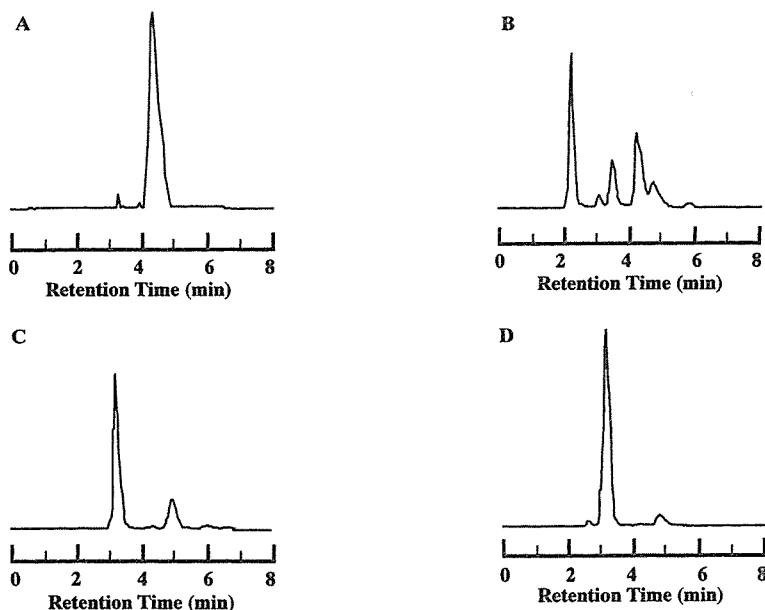 A
B
0 2 4 6 8
Retention Time (min)
0 2 4 6 8
Retention Time (min)
C
D
0 2 4 6 8
Retention Time (min)
0 2 4 6 8
Retention Time (min)